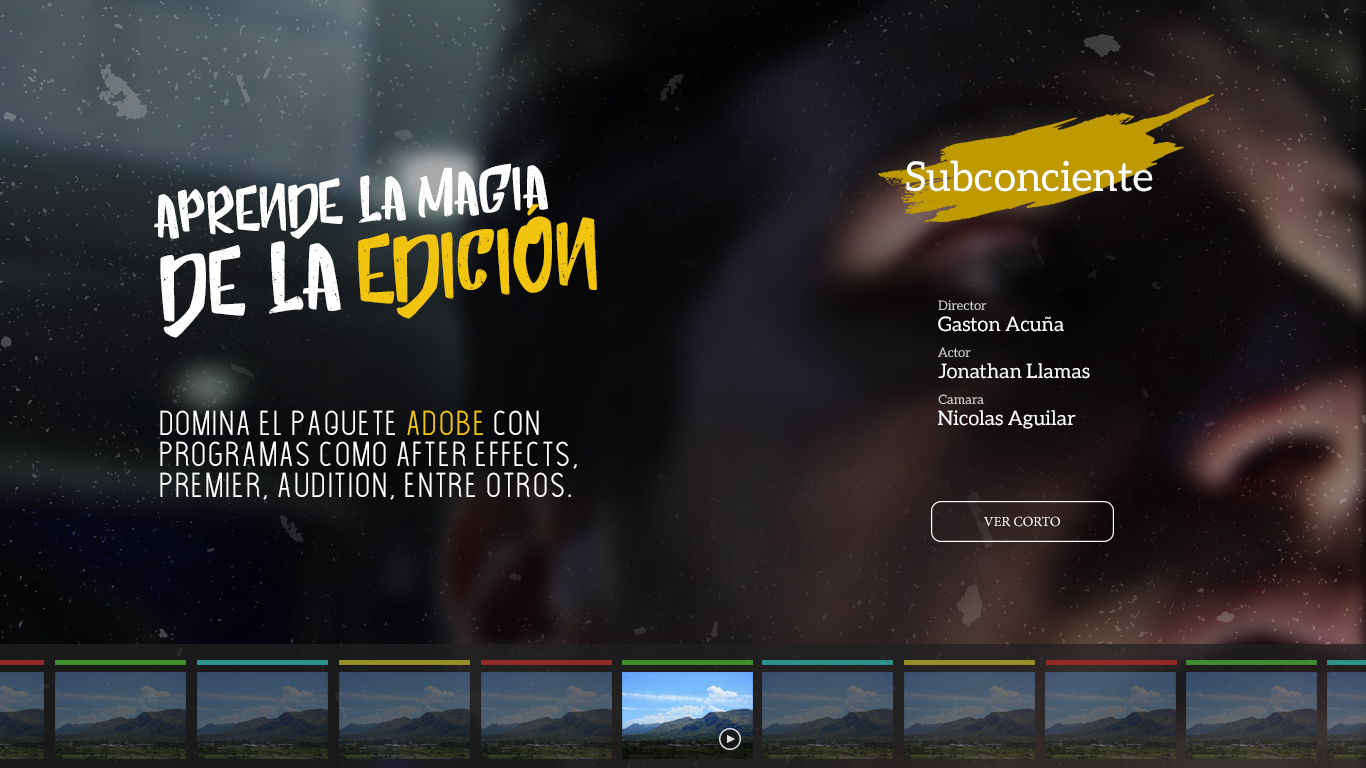 APRENDE LA MAGIA
DE LA EDICIÓN
DOMINA EL PAQUETE ADOBE CON
PROGRAMAS COMO AFTER EFFECTS,
PREMIER, AUDITION, ENTRE OTROS.
Subconciente
Director
Gaston Acuña
Actor
Jonathan Llamas
Camara
Nicolas Aguilar
VER CORTO